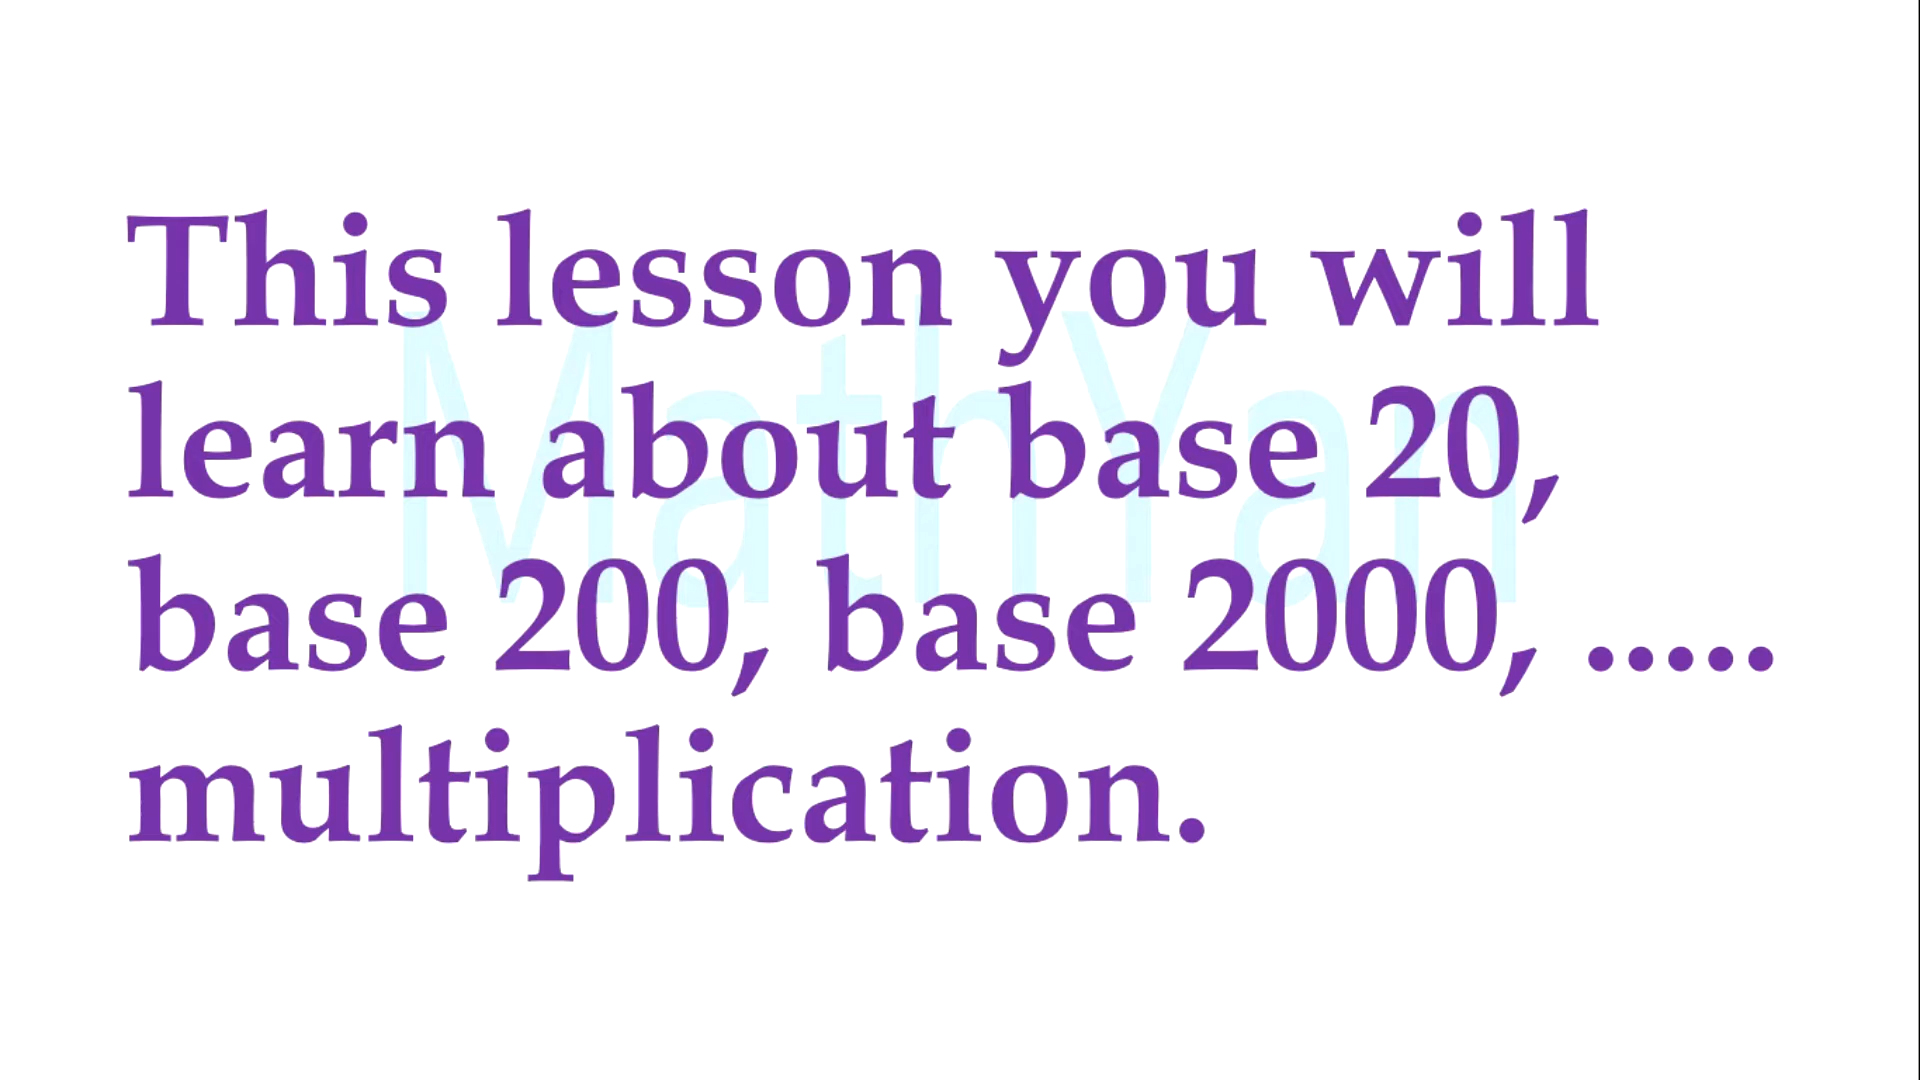 This lesson you will
learn about base 20,
base 200, base 2000, .....
multiplication.
MathYan